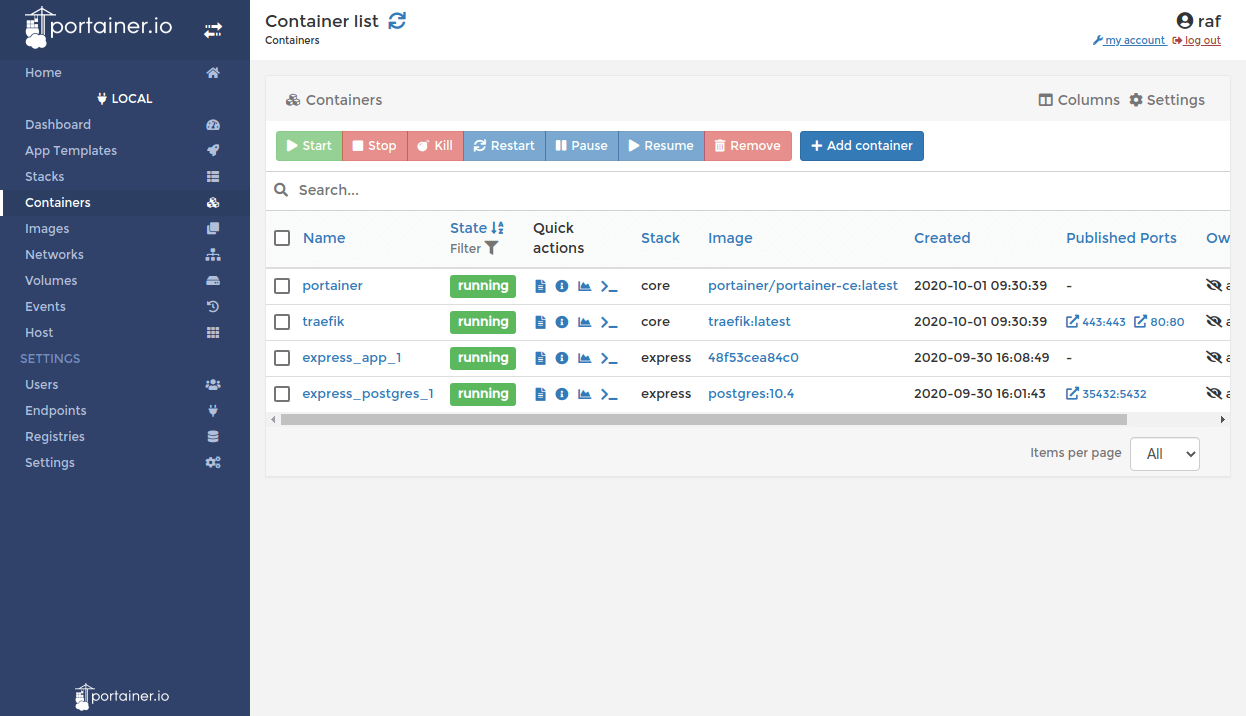 portainer.io
Home
LOCAL
Dashboard
App Templates
Stacks
Containers
Images
Networks
Volumes
Events
Host
SETTINGS
Users
Endpoints
Registries
Settings
portainer.io
Container list
Containers
raf
my account log out
Containers
Columns Settings
Start Stop Kill Restart Pause Resume Remove Add container
Search...
Name State Filter Quick actions Stack Image Created Published Ports Ow
portainer running core portainer/portainer-ce:latest 2020-10-01 09:30:39 - a
traefik running core traefik:latest 2020-10-01 09:30:39 443:443 80:80 a
express_app_1 running express 48f53cea84c0 2020-09-30 16:08:49 - a
express_postgres_1 running express postgres:10.4 2020-09-30 16:01:43 35432:5432 a
Items per page All